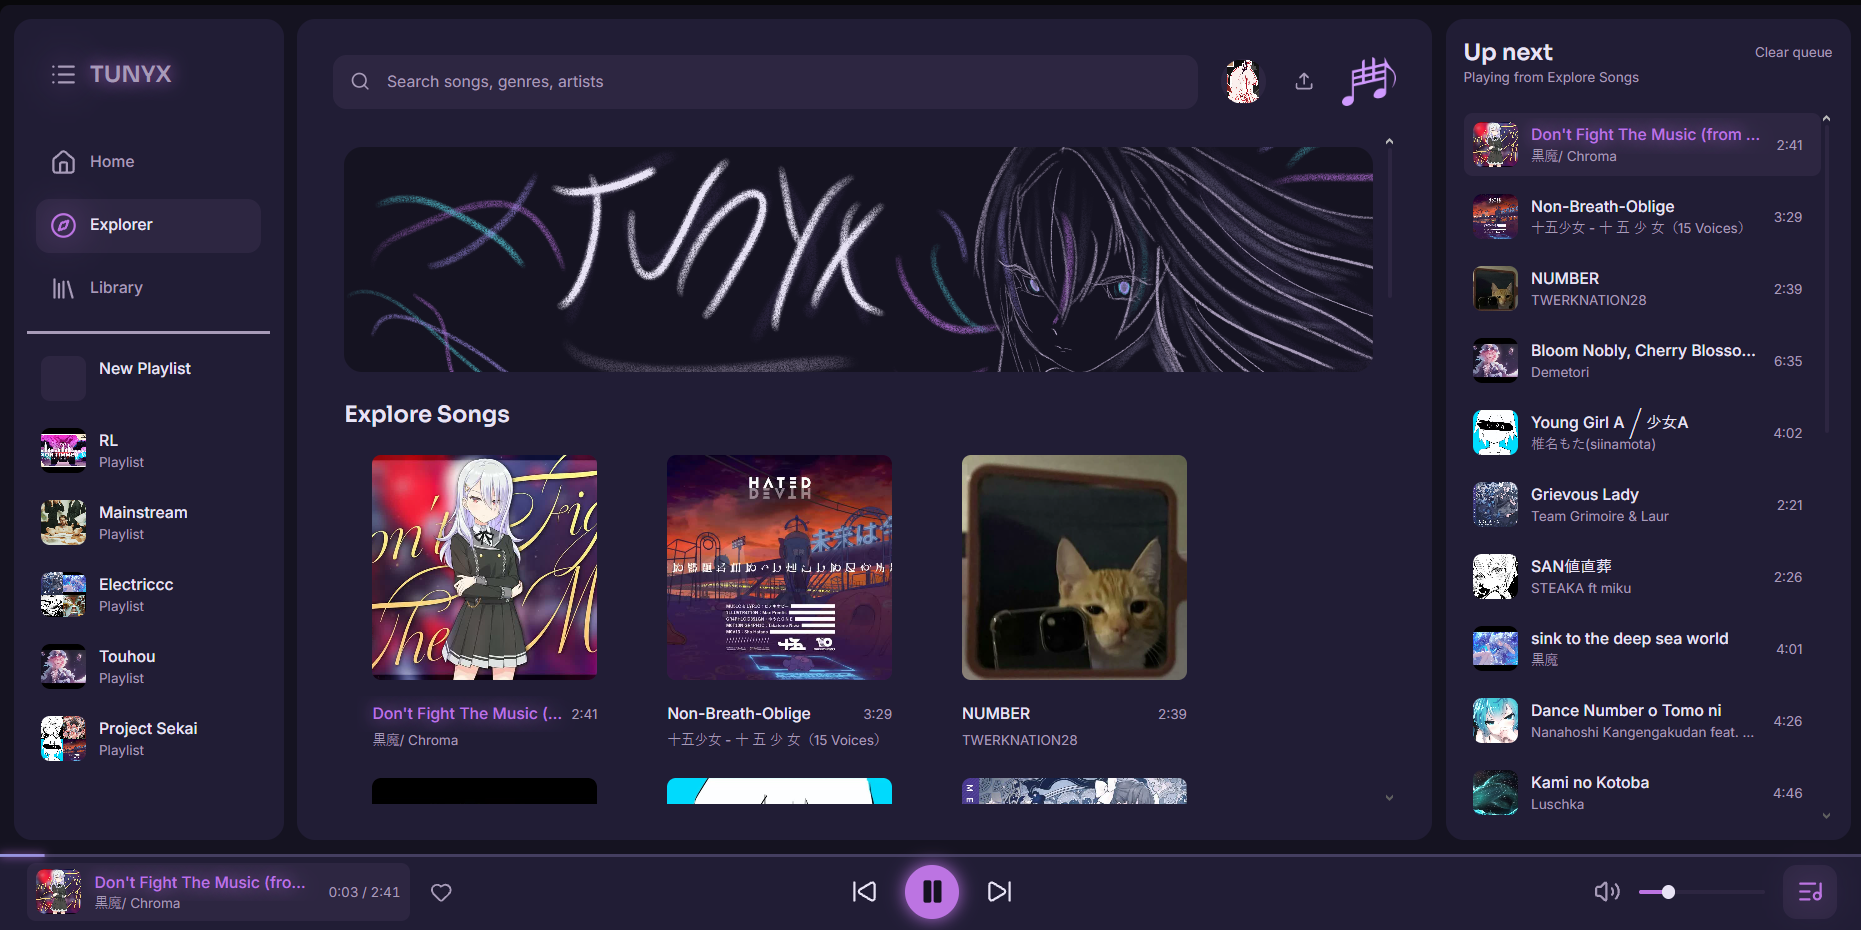 TUNYX
Home
Explorer
Library
New Playlist
RL
Playlist
Mainstream
Playlist
Electriccc
Playlist
Touhou
Playlist
Project Sekai
Playlist
Search songs, genres, artists
TUNYX
Explore Songs
HATED
Don't Fight The Music (...
2:41
黒魔/ Chroma
Non-Breath-Oblige
3:29
十五少女 - 十 五 少 女（15 Voices）
NUMBER
2:39
TWERKNATION28
Up next
Clear queue
Playing from Explore Songs
Don't Fight The Music (from ...
黒魔/ Chroma
2:41
Non-Breath-Oblige
十五少女 - 十 五 少 女（15 Voices）
3:29
NUMBER
TWERKNATION28
2:39
Bloom Nobly, Cherry Blosso...
Demetori
6:35
Young Girl A ╱ 少女A
椎名もた(siinamota)
4:02
Grievous Lady
Team Grimoire & Laur
2:21
SAN値直葬
STEAKA ft miku
2:26
sink to the deep sea world
黒魔
4:01
Dance Number o Tomo ni
Nanahoshi Kangengakudan feat. ...
4:26
Kami no Kotoba
Luschka
4:46
Don't Fight The Music (fro...
黒魔/ Chroma
0:03 / 2:41